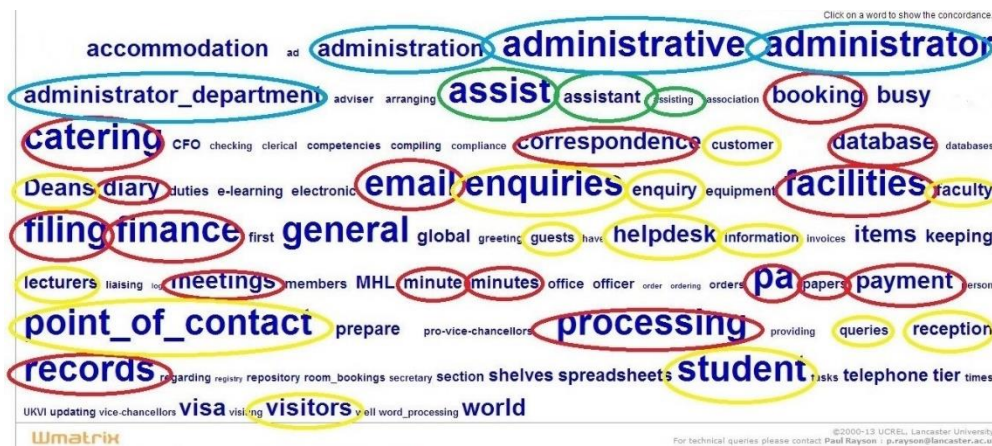 Click on a word to show the concordance.
accommodation ad administration administrative administrator
administrator_department adviser arranging assist assistant assisting association booking busy
catering CFO checking clerical competencies compiling compliance correspondence customer database databases
Deans diary duties e-learning electronic email enquiries enquiry equipment facilities faculty
filing finance first general global greeting guests have helpdesk information invoices items keeping
lecturers liaising log meetings members MHL minute minutes office officer order ordering orders pa papers payment person
point_of_contact prepare pro-vice-chancellors processing providing queries reception
records regarding registry repository room_bookings secretary section shelves spreadsheets student tasks telephone tier times
UKVI updating vice-chancellors visa visiting visitors well word_processing world
Wmatrix
©2000-13 UCREL, Lancaster University
For technical queries please contact Paul Rayson : p.rayson@lancaster.ac.u